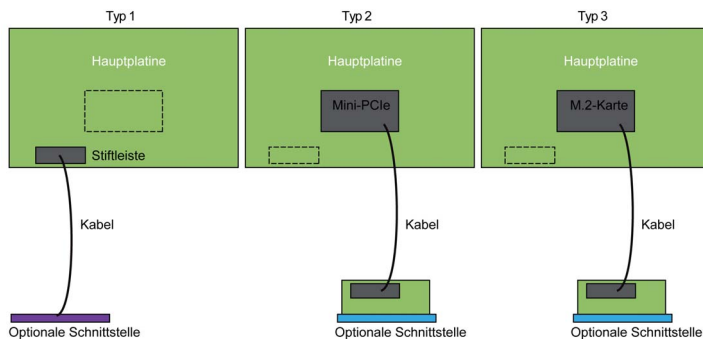 Typ 1
Typ 2
Typ 3
Hauptplatine
Hauptplatine
Hauptplatine
Mini-PCIe
M.2-Karte
Stiftleiste
Kabel
Kabel
Kabel
Optionale Schnittstelle
Optionale Schnittstelle
Optionale Schnittstelle